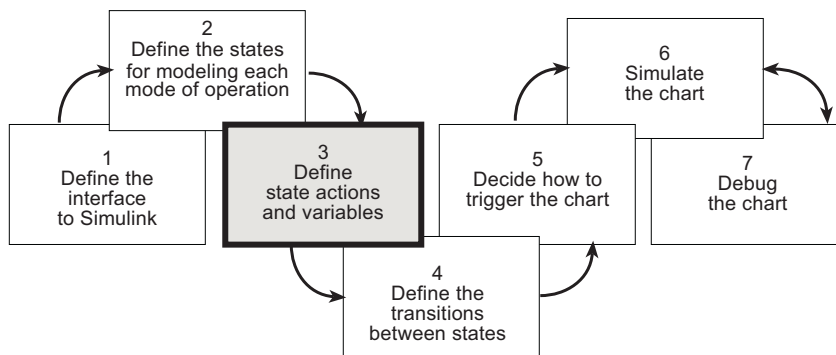 1
Define the
interface
to Simulink
2
Define the states
for modeling each
mode of operation
3
Define
state actions
and variables
4
Define the
transitions
between states
5
Decide how to
trigger the chart
6
Simulate
the chart
7
Debug
the chart